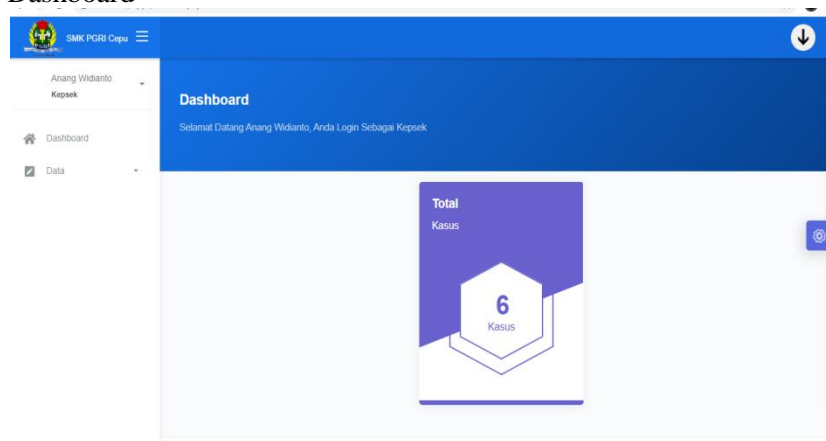 Dashboard
SMK PGRI Cepu
Anang Widianto
Kepsek
Dashboard
Data
Dashboard
Selamat Datang Anang Widianto, Anda Login Sebagai Kepsek
Total
Kasus
6
Kasus